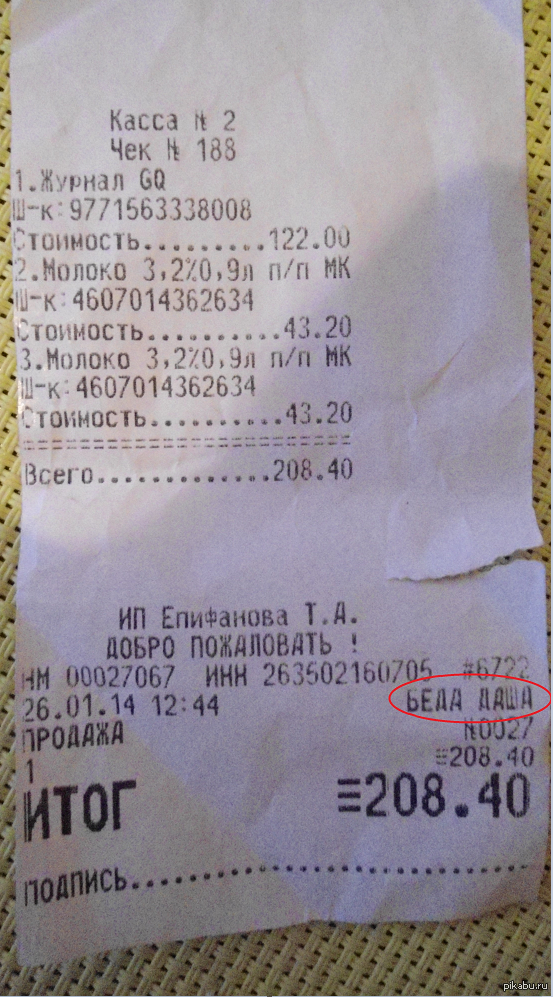 Касса № 2
Чек № 188
1.Журнал GQ
Ш-к:9771563338008
Стоимость..........122.00
2.Молоко 3,2%0,9л п/п МК
Ш-к:4607014362634
Стоимость..........43.20
3.Молоко 3,2%0,9л п/п МК
Ш-к:4607014362634
Стоимость..........43.20
=========================
Всего.............208.40
ИП Епифанова Т.А.
ДОБРО ПОЖАЛОВАТЬ !
НМ 00027067 ИНН 263502160705 #6722
26.01.14 12:44 БЕДА ДАША
ПРОДАЖА №0027
1 ≡208.40
ИТОГ ≡208.40
ПОДПИСЬ..............................
pikabu.ru